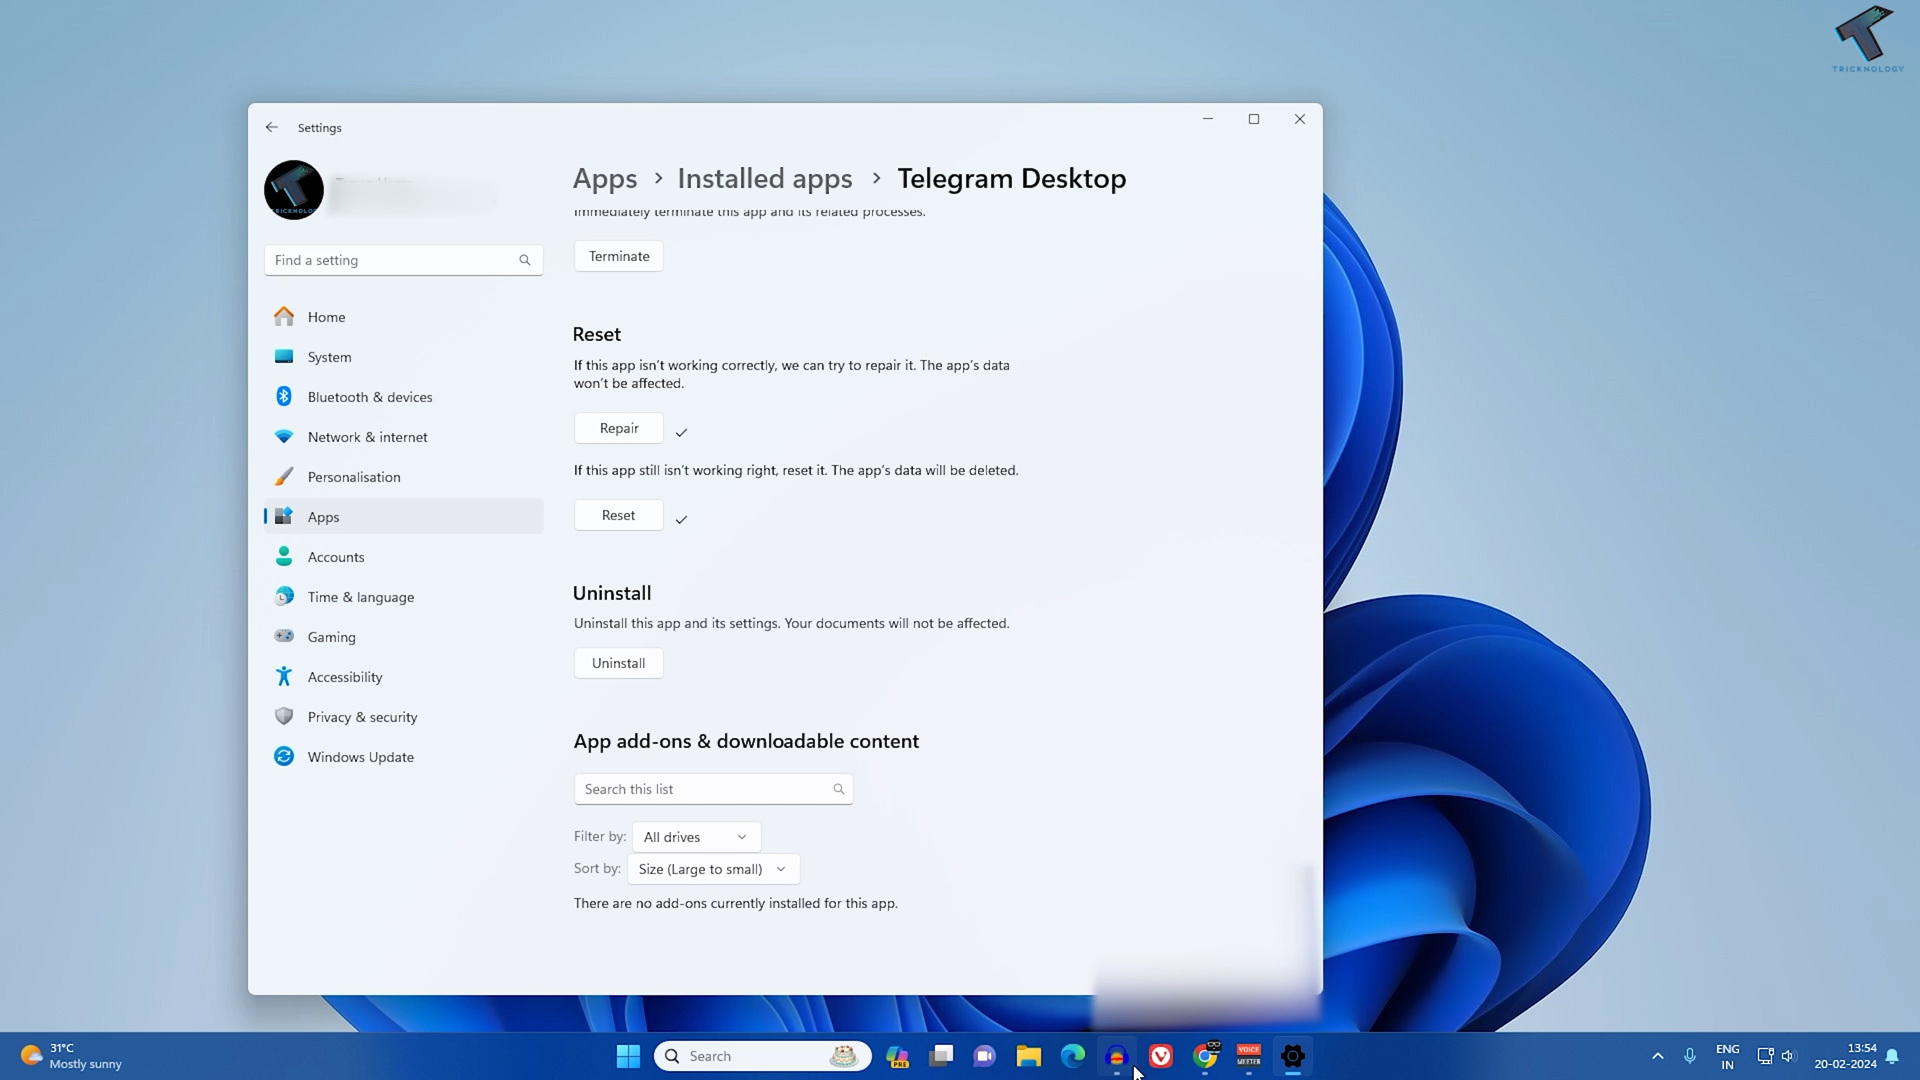 TRICKNOLOGY
Settings
Apps > Installed apps > Telegram Desktop
Immediately terminate this app and its related processes.
Find a setting
Terminate
Home
System
Bluetooth & devices
Network & internet
Personalisation
Apps
Accounts
Time & language
Gaming
Accessibility
Privacy & security
Windows Update
Reset
If this app isn't working correctly, we can try to repair it. The app's data
won't be affected.
Repair
If this app still isn't working right, reset it. The app's data will be deleted.
Reset
Uninstall
Uninstall this app and its settings. Your documents will not be affected.
Uninstall
App add-ons & downloadable content
Search this list
Filter by: All drives
Sort by: Size (Large to small)
There are no add-ons currently installed for this app.
31°C
Mostly sunny
Search
PRE
VOICE
MEETER
ENG
IN
13:54
20-02-2024